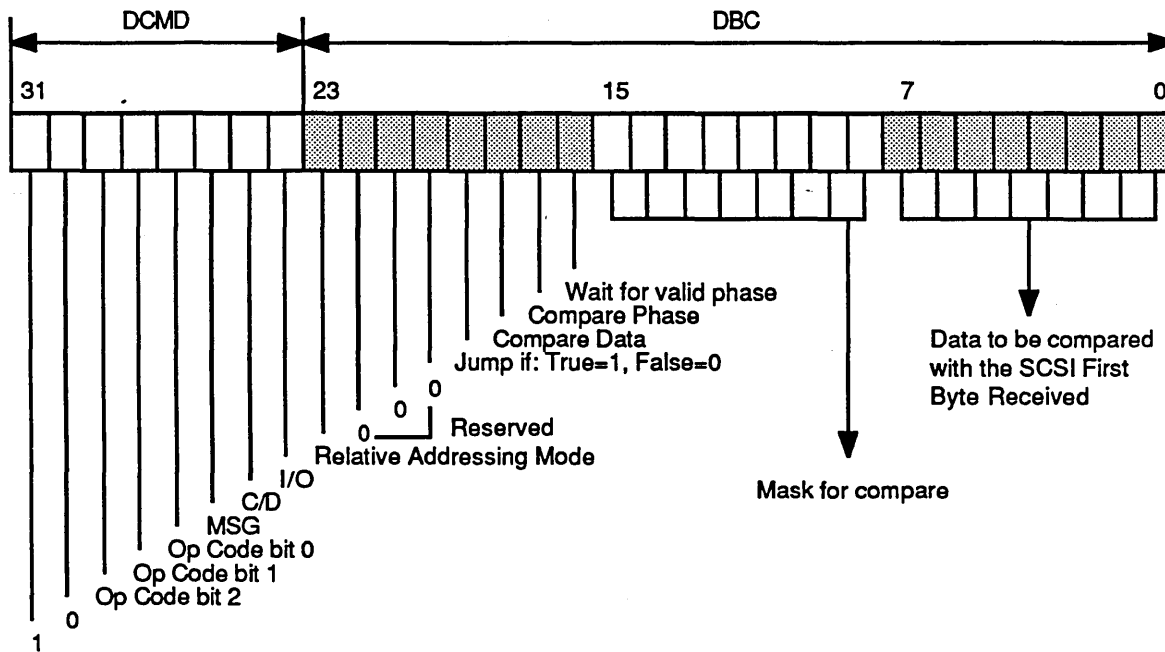 DCMD
DBC
31
23
15
7
0
Wait for valid phase
Compare Phase
Compare Data
Jump if: True=1, False=0
0
0
0
Reserved
Relative Addressing Mode
I/O
C/D
MSG
Op Code bit 0
Op Code bit 1
Op Code bit 2
0
1
Mask for compare
Data to be compared
with the SCSI First
Byte Received